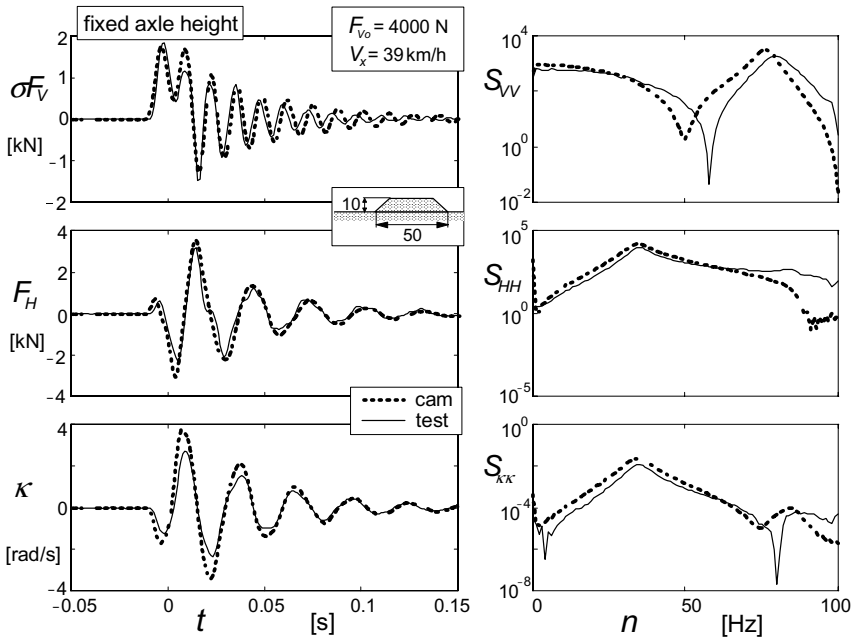 fixed axle height
F_Vo = 4000 N
V_x = 39 km/h
2
1
0
-1
-2
σF_V
[kN]
10^4
10^2
10^0
10^-2
S_VV
10
50
4
2
0
-2
-4
F_H
[kN]
10^5
10^0
10^-5
S_HH
cam
test
4
0
-4
κ
[rad/s]
10^0
10^-4
10^-8
S_κκ
-0.05
0
0.05
0.1
0.15
t
[s]
0
50
100
n
[Hz]